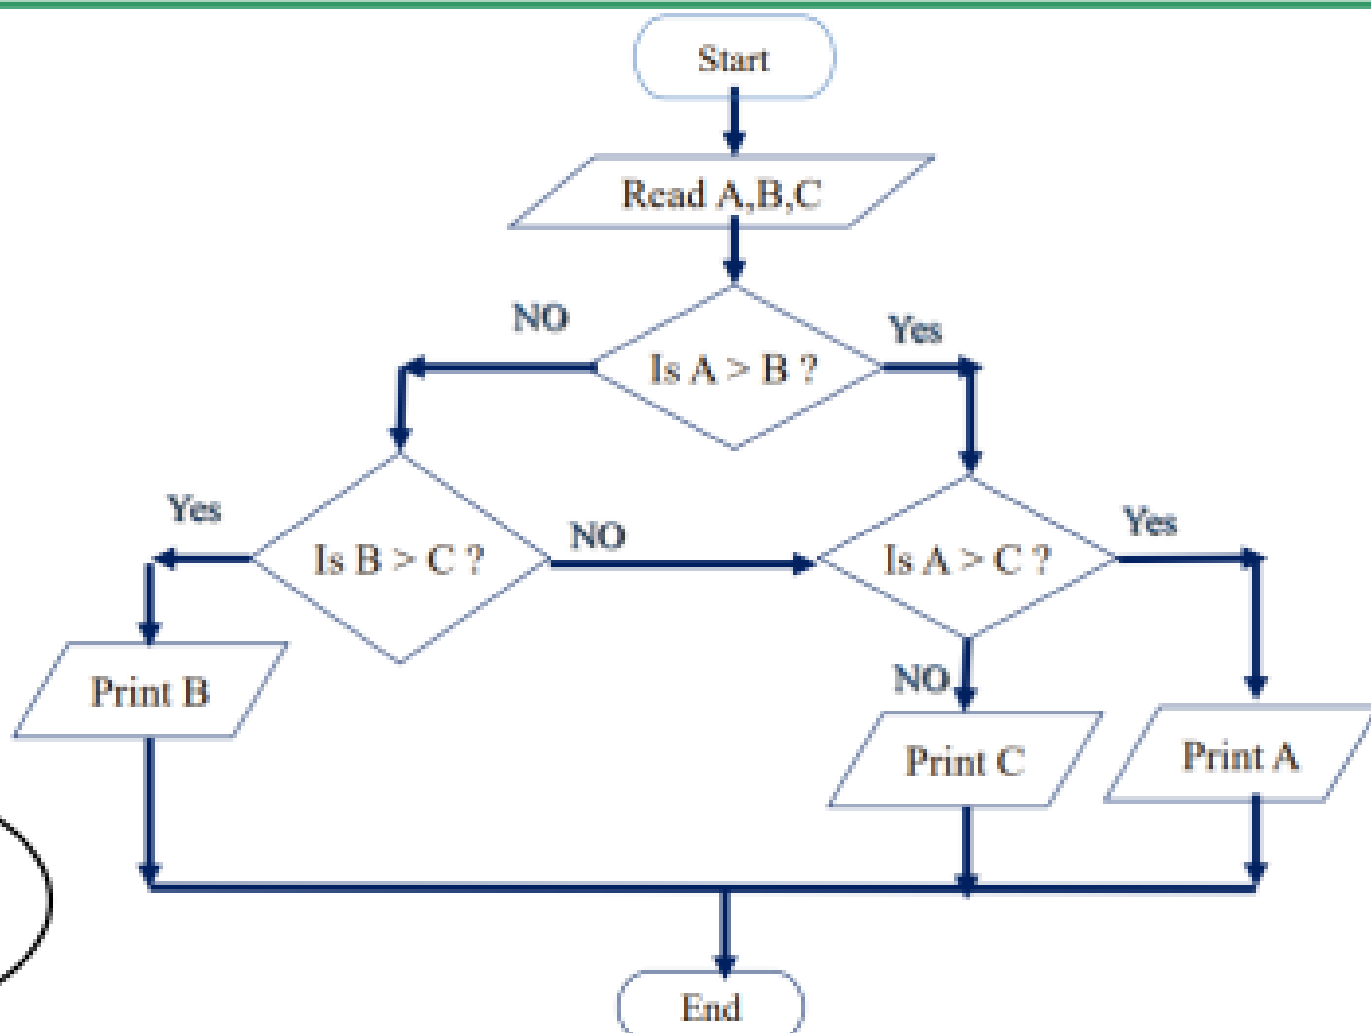 Start
Read A,B,C
NO
Yes
Is A > B ?
Yes
Is B > C ?
NO
Is A > C ?
Yes
NO
Print B
Print C
Print A
End